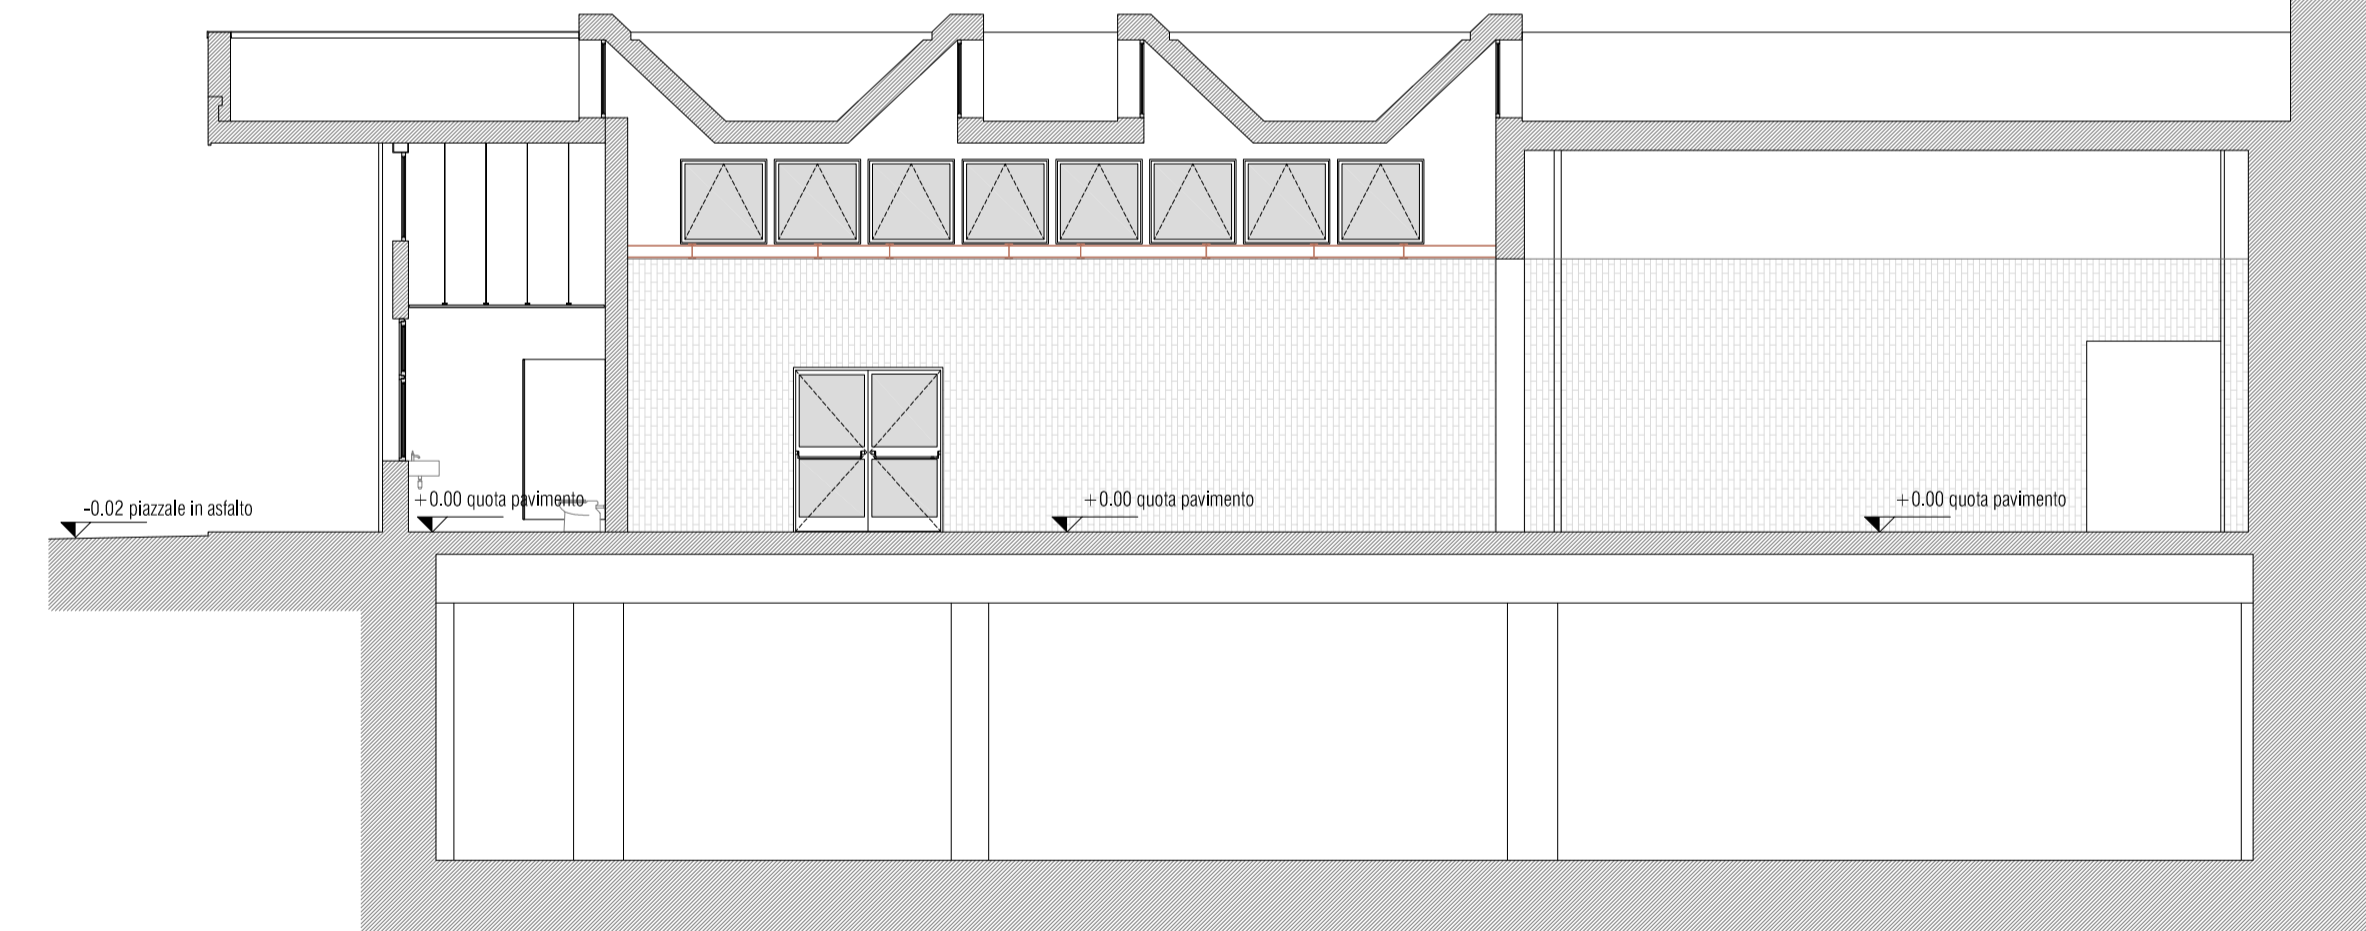 -0.02 piazzale in asfalto
+0.00 quota pavimento
+0.00 quota pavimento
+0.00 quota pavimento